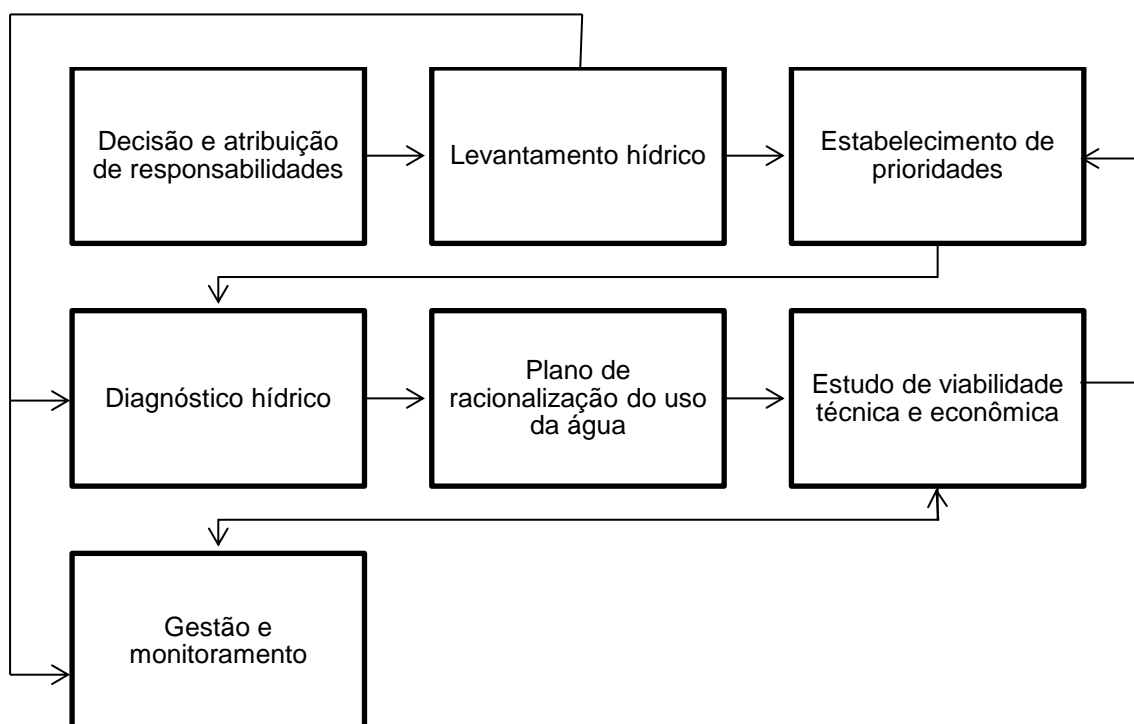 Decisão e atribuição
de responsabilidades
Levantamento hídrico
Estabelecimento de
prioridades
Diagnóstico hídrico
Plano de
racionalização do uso
da água
Estudo de viabilidade
técnica e econômica
Gestão e
monitoramento